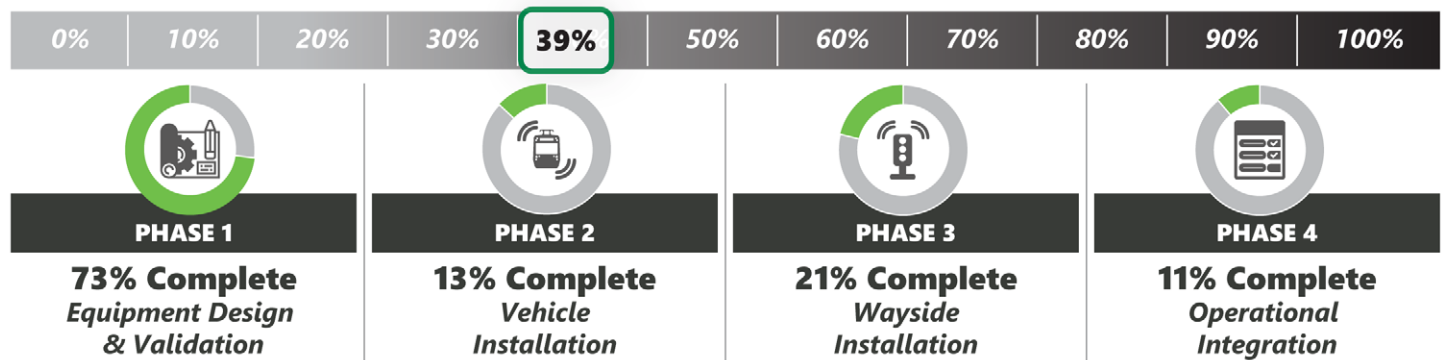 0% 10% 20% 30% 39% 50% 60% 70% 80% 90% 100%
PHASE 1
73% Complete
Equipment Design
& Validation
PHASE 2
13% Complete
Vehicle
Installation
PHASE 3
21% Complete
Wayside
Installation
PHASE 4
11% Complete
Operational
Integration